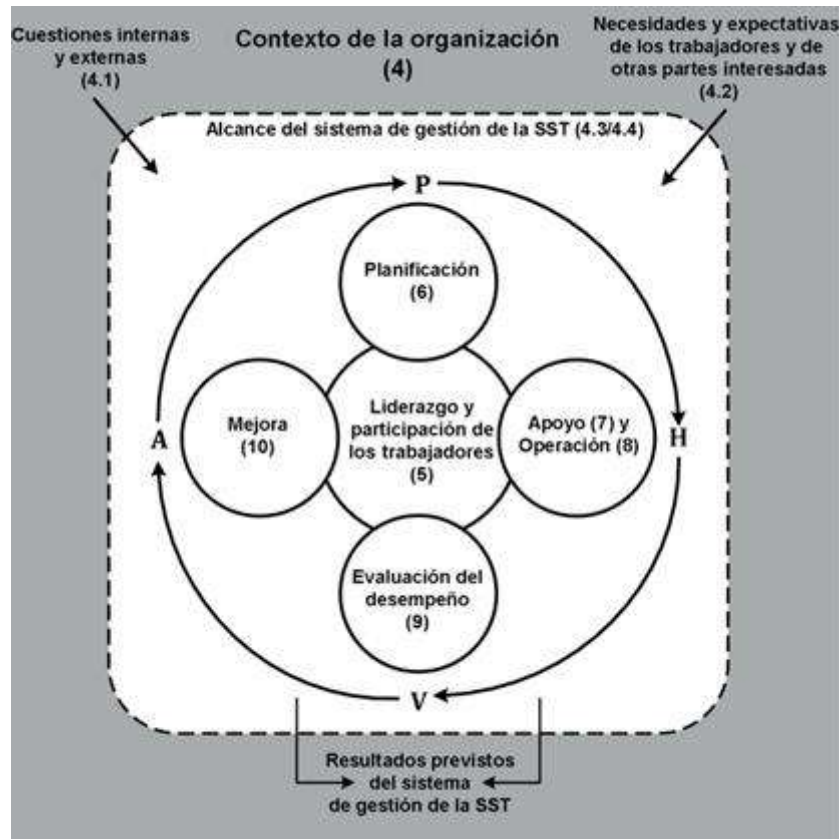 Cuestiones internas
y externas
(4.1)
Contexto de la organización
(4)
Necesidades y expectativas
de los trabajadores y de
otras partes interesadas
(4.2)
Alcance del sistema de gestión de la SST (4.3/4.4)
P
Planificación
(6)
A
Mejora
(10)
Liderazgo y
participación de
los trabajadores
(5)
Apoyo (7) y
Operación (8)
H
Evaluación del
desempeño
(9)
V
Resultados previstos
del sistema
de gestión de la SST